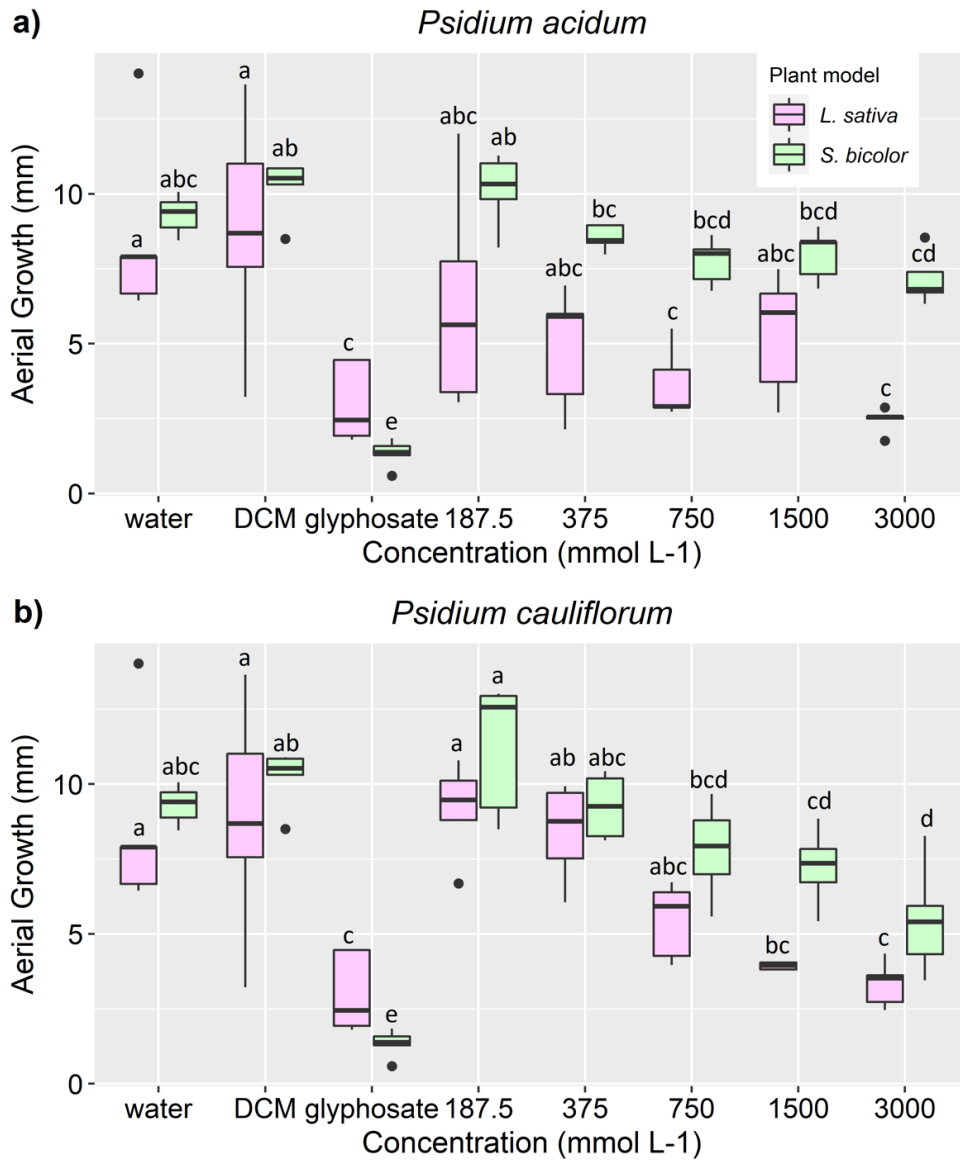 a)
Psidium acidum
Aerial Growth (mm)
10
5
0
a
abc
a
ab
c
e
abc
ab
abc
bc
c
bcd
abc
bcd
c
cd
Plant model
L. sativa
S. bicolor
water
DCM
glyphosate
187.5
375
750
1500
3000
Concentration (mmol L-1)
b)
Psidium cauliflorum
Aerial Growth (mm)
10
5
0
a
abc
a
ab
c
e
a
a
ab
abc
abc
bcd
bc
cd
c
d
water
DCM
glyphosate
187.5
375
750
1500
3000
Concentration (mmol L-1)